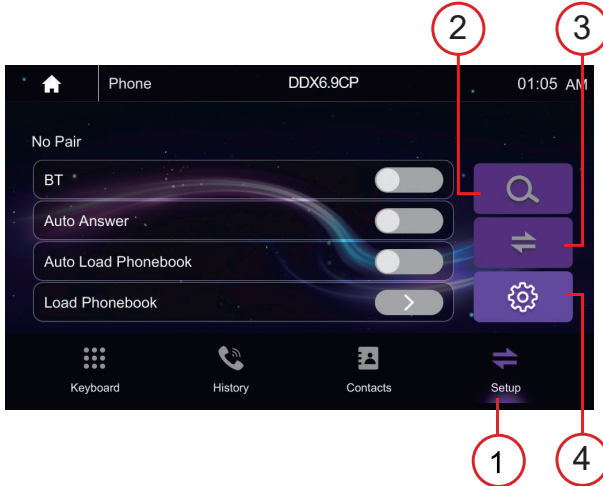 2 3
Phone DDX6.9CP 01:05 AM
No Pair
BT
Auto Answer
Auto Load Phonebook
Load Phonebook
Keyboard History Contacts Setup
1 4